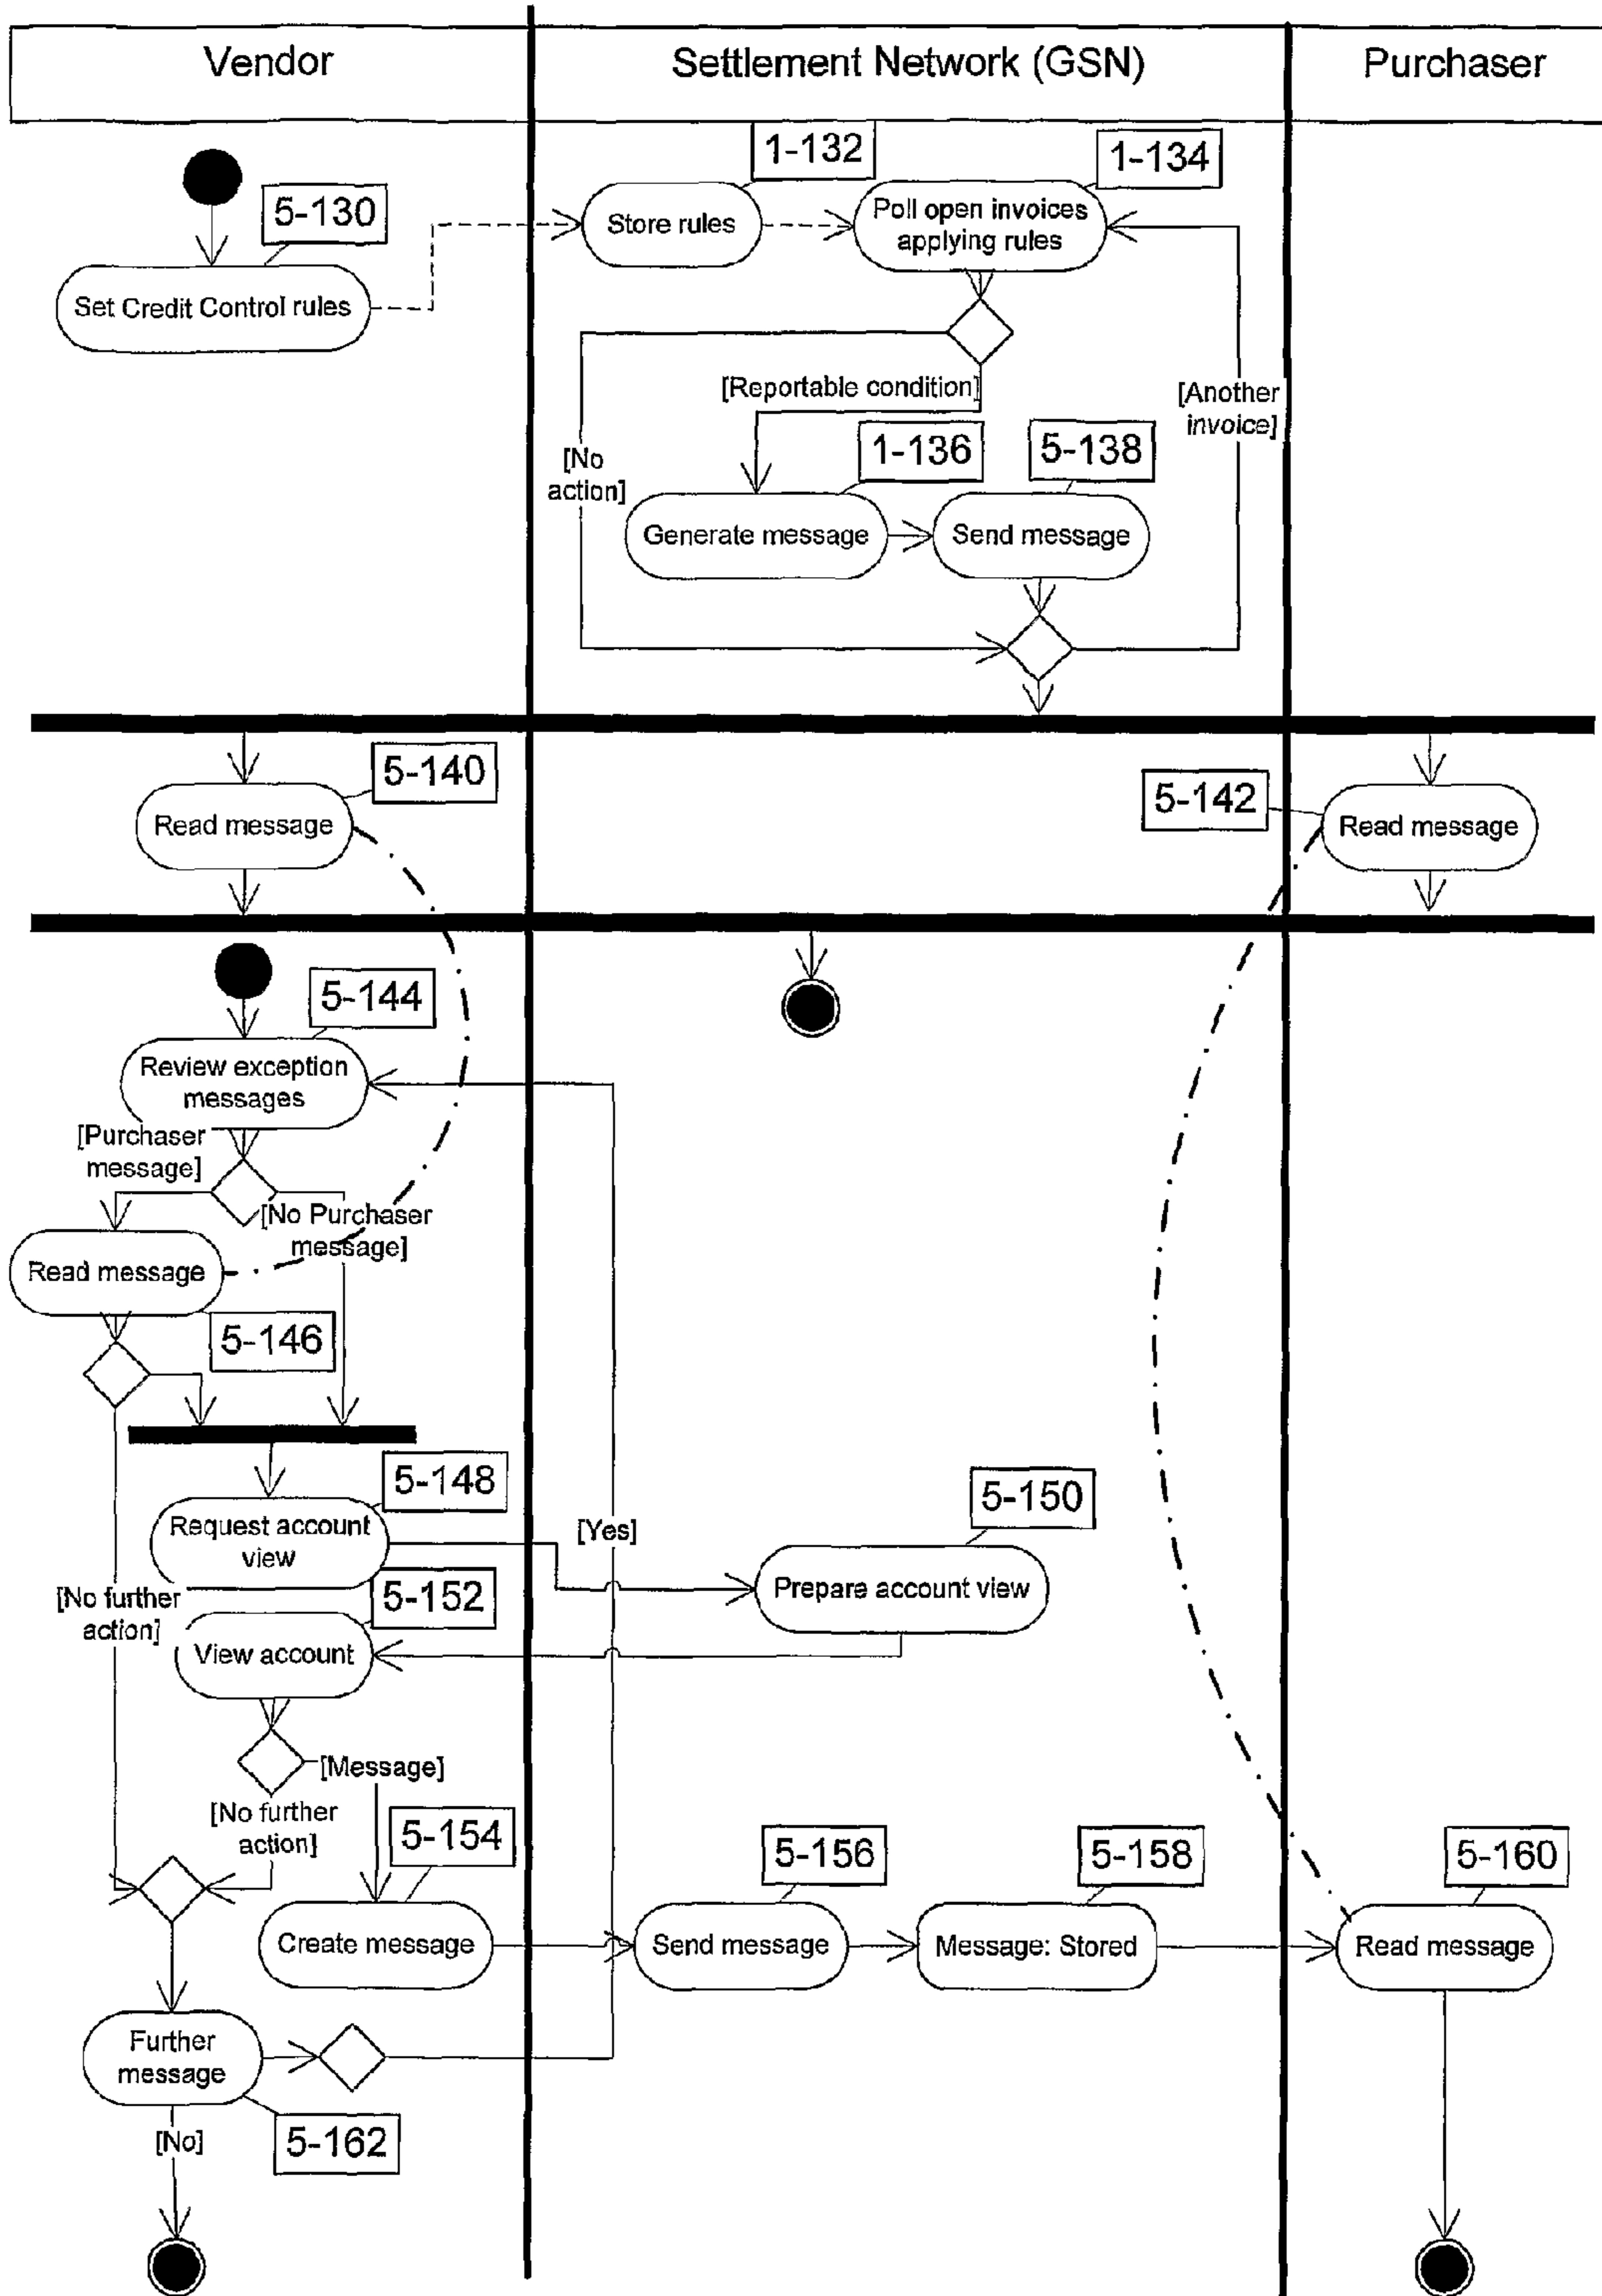 Vendor
Settlement Network (GSN)
Purchaser
1-132
1-134
5-130
Store rules
Poll open invoices
applying rules
Set Credit Control rules
[Reportable condition]
[Another
invoice]
[No
action]
1-136
5-138
Generate message
Send message
5-140
5-142
Read message
Read message
5-144
Review exception
messages
[Purchaser
message]
[No Purchaser
message]
Read message
5-146
5-148
5-150
Request account
view
[Yes]
Prepare account view
[No further
action]
5-152
View account
[Message]
[No further
action]
5-154
5-156
5-158
5-160
Create message
Send message
Message: Stored
Read message
Further
message
[No]
5-162